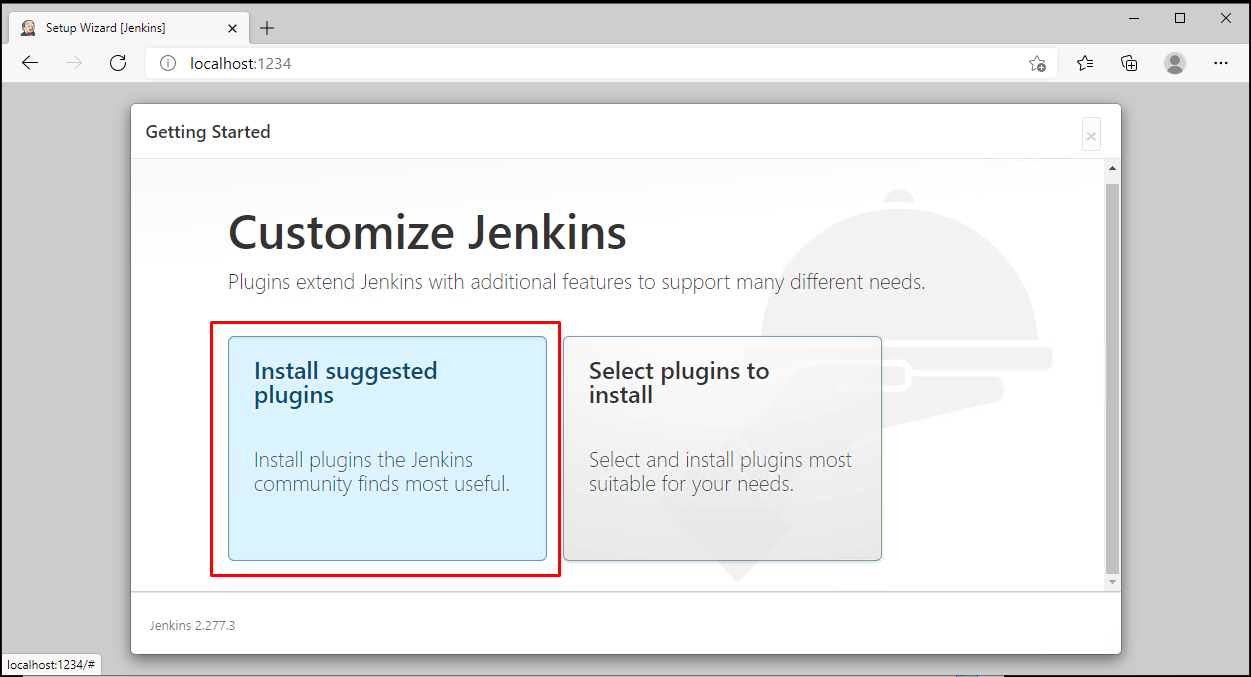 Setup Wizard [Jenkins]
localhost:1234
Getting Started
Customize Jenkins
Plugins extend Jenkins with additional features to support many different needs.
Install suggested
plugins
Install plugins the Jenkins
community finds most useful.
Select plugins to
install
Select and install plugins most
suitable for your needs.
Jenkins 2.277.3
localhost:1234/#